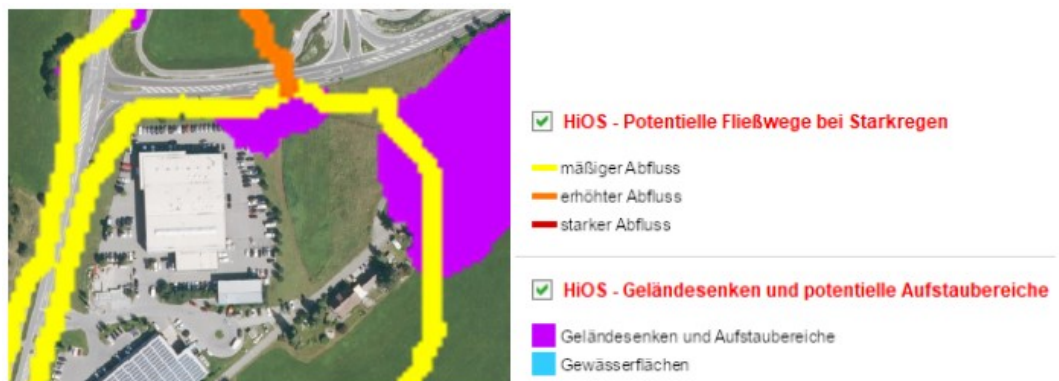 HiOS - Potentielle Fließwege bei Starkregen
mäßiger Abfluss
erhöhter Abfluss
starker Abfluss
HiOS - Geländesenken und potentielle Aufstaubereiche
Geländesenken und Aufstaubereiche
Gewässerflächen